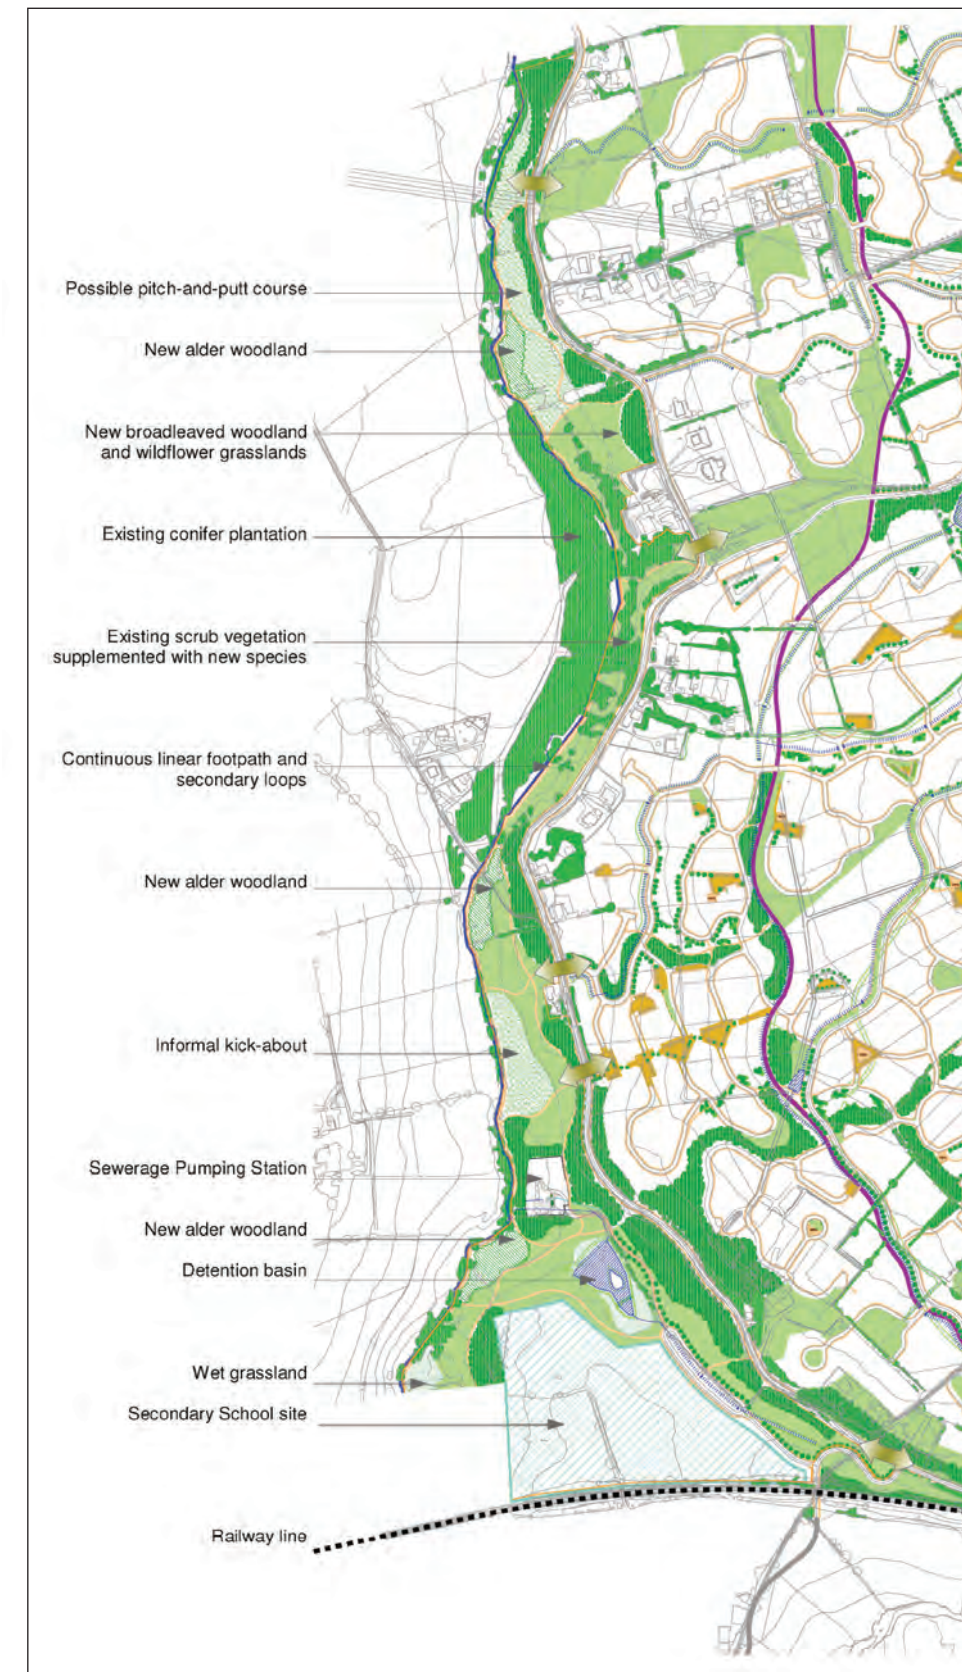 Possible pitch-and-putt course
New alder woodland
New broadleaved woodland
and wildflower grasslands
Existing conifer plantation
Existing scrub vegetation
supplemented with new species
Continuous linear footpath and
secondary loops
New alder woodland
Informal kick-about
Sewerage Pumping Station
New alder woodland
Detention basin
Wet grassland
Secondary School site
Railway line